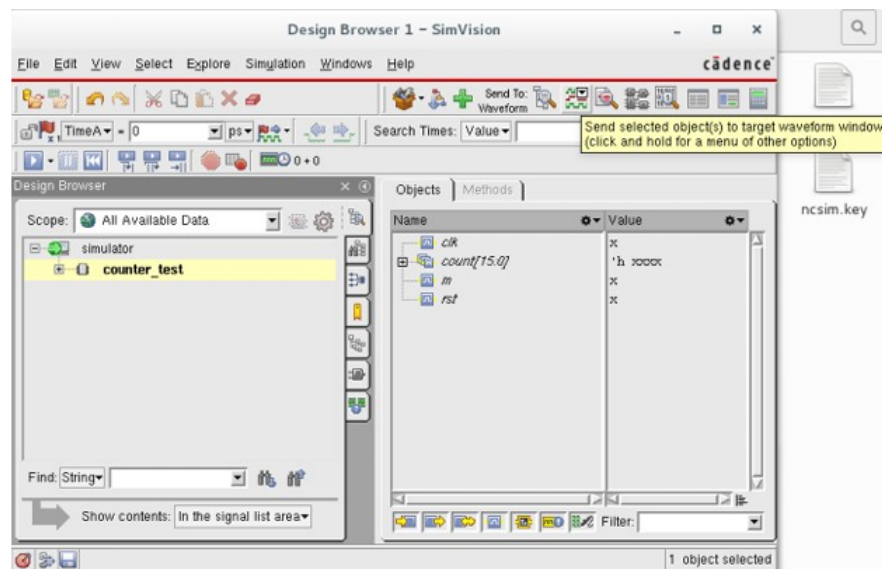 Design Browser 1 - SimVision
File Edit View Select Explore Simulation Windows Help
cādence
Send To:
Waveform
TimeA = 0 ps
Search Times: Value
Send selected object(s) to target waveform window
(click and hold for a menu of other options)
0 + 0
Design Browser
Scope: All Available Data
simulator
counter_test
Find: String
Show contents: In the signal list area
Objects Methods
Name Value
clk x
count[15:0] 'h xxxx
m x
rst x
Filter:
1 object selected
ncsim.key